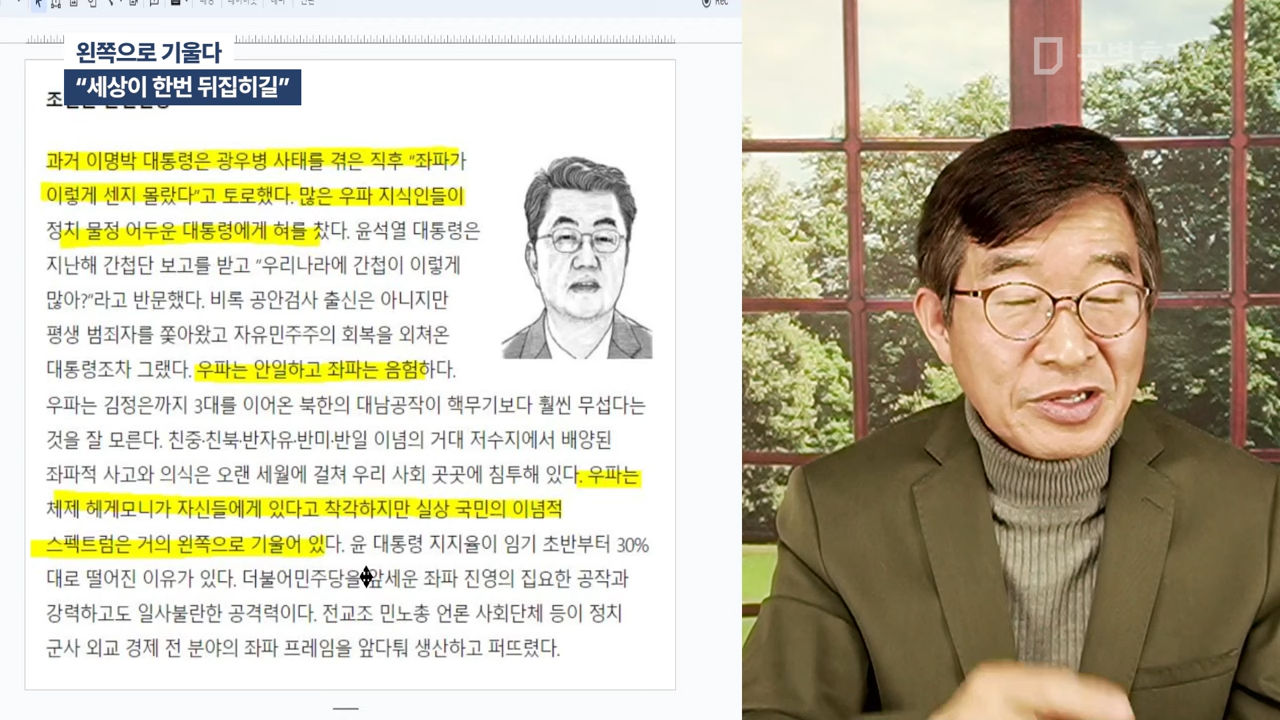 Rec
왼쪽으로 기울다
“세상이 한번 뒤집히길”
공병호
과거 이명박 대통령은 광우병 사태를 겪은 직후 “좌파가
이렇게 센지 몰랐다”고 토로했다. 많은 우파 지식인들이
정치 물정 어두운 대통령에게 혀를 찼다. 윤석열 대통령은
지난해 간첩단 보고를 받고 “우리나라에 간첩이 이렇게
많아?”라고 반문했다. 비록 공안검사 출신은 아니지만
평생 범죄자를 쫓아왔고 자유민주주의 회복을 외쳐온
대통령조차 그랬다. 우파는 안일하고 좌파는 음험하다.
우파는 김정은까지 3대를 이어온 북한의 대남공작이 핵무기보다 훨씬 무섭다는
것을 잘 모른다. 친중·친북·반자유·반미·반일 이념의 거대 저수지에서 배양된
좌파적 사고와 의식은 오랜 세월에 걸쳐 우리 사회 곳곳에 침투해 있다. 우파는
체제 헤게모니가 자신들에게 있다고 착각하지만 실상 국민의 이념적
스펙트럼은 거의 왼쪽으로 기울어 있다. 윤 대통령 지지율이 임기 초반부터 30%
대로 떨어진 이유가 있다. 더불어민주당을 앞세운 좌파 진영의 집요한 공작과
강력하고도 일사불란한 공격력이다. 전교조 민노총 언론 사회단체 등이 정치
군사 외교 경제 전 분야의 좌파 프레임을 앞다퉈 생산하고 퍼뜨렸다.